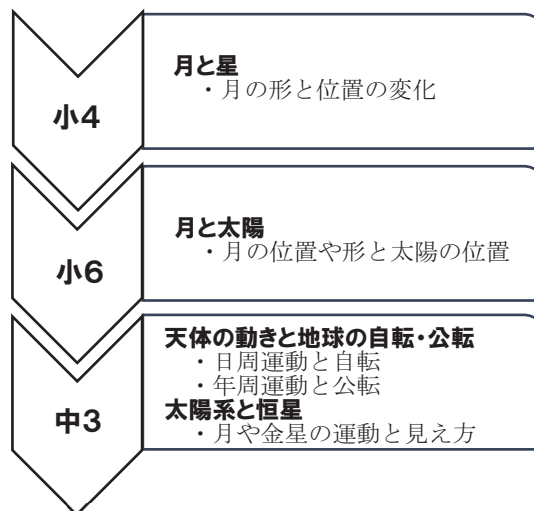 小4
月と星
・月の形と位置の変化
小6
月と太陽
・月の位置や形と太陽の位置
中3
天体の動きと地球の自転・公転
・日周運動と自転
・年周運動と公転
太陽系と恒星
・月や金星の運動と見え方